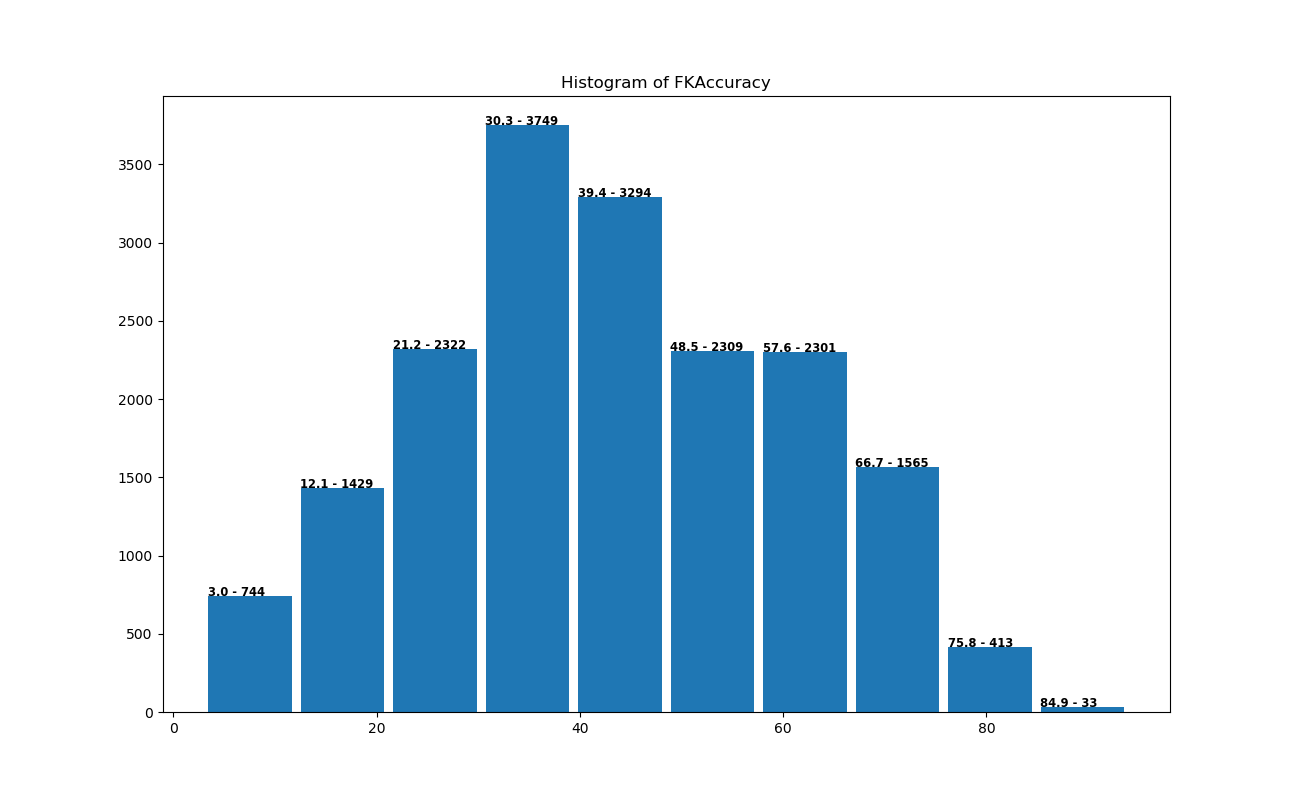 Histogram of FKAccuracy
30.3 - 3749
3500
39.4 - 3294
3000
2500
21.2 - 2322
48.5 - 2309
57.6 - 2301
2000
1500
12.1 - 1429
66.7 - 1565
1000
3.0 - 744
500
75.8 - 413
84.9 - 33
0
0 20 40 60 80